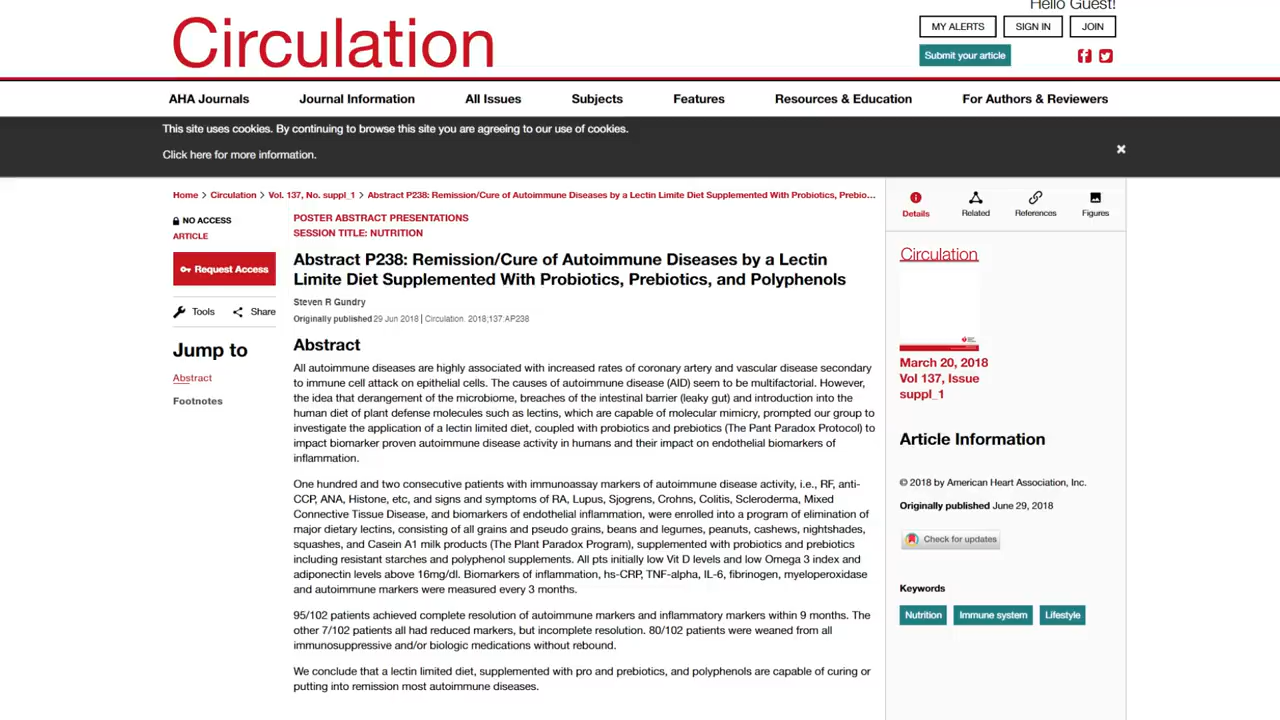 Hello Guest!
Circulation
MY ALERTS
SIGN IN
JOIN
Submit your article
AHA Journals
Journal Information
All Issues
Subjects
Features
Resources & Education
For Authors & Reviewers
This site uses cookies. By continuing to browse this site you are agreeing to our use of cookies.
Click here for more information.
Home > Circulation > Vol. 137, No. suppl_1 > Abstract P238: Remission/Cure of Autoimmune Diseases by a Lectin Limite Diet Supplemented With Probiotics, Prebio...
NO ACCESS
ARTICLE
Request Access
Tools
Share
Jump to
Abstract
Footnotes
POSTER ABSTRACT PRESENTATIONS
SESSION TITLE: NUTRITION
Abstract P238: Remission/Cure of Autoimmune Diseases by a Lectin
Limite Diet Supplemented With Probiotics, Prebiotics, and Polyphenols
Steven R Gundry
Originally published 29 Jun 2018 | Circulation. 2018;137:AP238
Abstract
All autoimmune diseases are highly associated with increased rates of coronary artery and vascular disease secondary
to immune cell attack on epithelial cells. The causes of autoimmune disease (AID) seem to be multifactorial. However,
the idea that derangement of the microbiome, breaches of the intestinal barrier (leaky gut) and introduction into the
human diet of plant defense molecules such as lectins, which are capable of molecular mimicry, prompted our group to
investigate the application of a lectin limited diet, coupled with probiotics and prebiotics (The Pant Paradox Protocol) to
impact biomarker proven autoimmune disease activity in humans and their impact on endothelial biomarkers of
inflammation.
One hundred and two consecutive patients with immunoassay markers of autoimmune disease activity, i.e., RF, anti-
CCP, ANA, Histone, etc, and signs and symptoms of RA, Lupus, Sjogrens, Crohns, Colitis, Scleroderma, Mixed
Connective Tissue Disease, and biomarkers of endothelial inflammation, were enrolled into a program of elimination of
major dietary lectins, consisting of all grains and pseudo grains, beans and legumes, peanuts, cashews, nightshades,
squashes, and Casein A1 milk products (The Plant Paradox Program), supplemented with probiotics and prebiotics
including resistant starches and polyphenol supplements. All pts initially low Vit D levels and low Omega 3 index and
adiponectin levels above 16mg/dl. Biomarkers of inflammation, hs-CRP, TNF-alpha, IL-6, fibrinogen, myeloperoxidase
and autoimmune markers were measured every 3 months.
95/102 patients achieved complete resolution of autoimmune markers and inflammatory markers within 9 months. The
other 7/102 patients all had reduced markers, but incomplete resolution. 80/102 patients were weaned from all
immunosuppressive and/or biologic medications without rebound.
We conclude that a lectin limited diet, supplemented with pro and prebiotics, and polyphenols are capable of curing or
putting into remission most autoimmune diseases.
Details
Related
References
Figures
Circulation
March 20, 2018
Vol 137, Issue
suppl_1
Article Information
© 2018 by American Heart Association, Inc.
Originally published June 29, 2018
Check for updates
Keywords
Nutrition
Immune system
Lifestyle